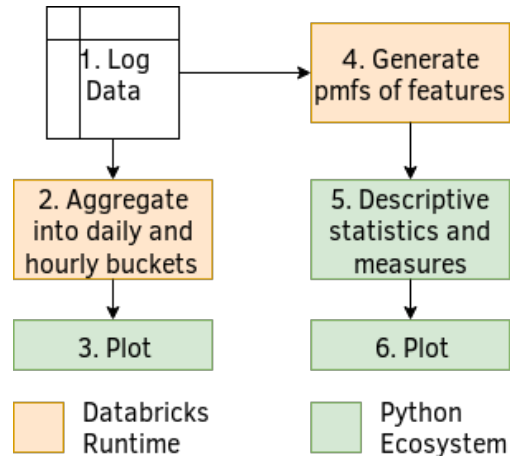 1. Log
Data
4. Generate
pmfs of features
2. Aggregate
into daily and
hourly buckets
5. Descriptive
statistics and
measures
3. Plot
6. Plot
Databricks
Runtime
Python
Ecosystem